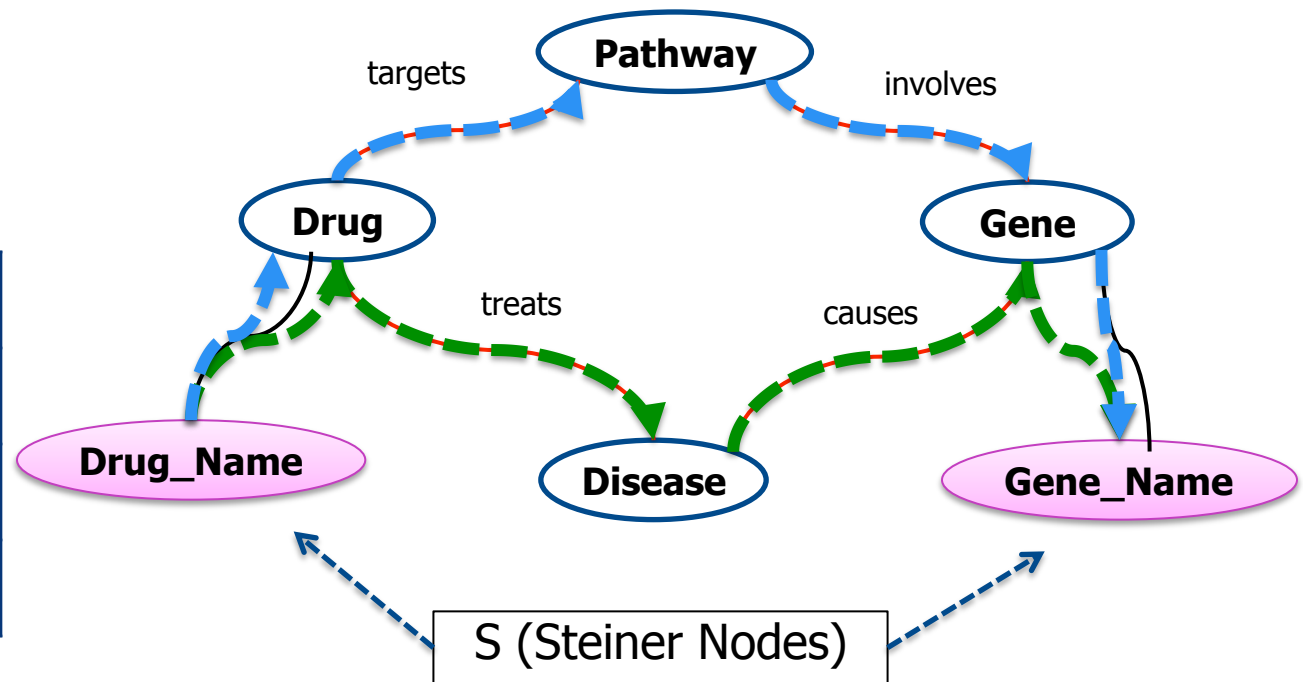 Pathway
targets
involves
Drug
Gene
treats
causes
Drug_Name
Disease
Gene_Name
S (Steiner Nodes)